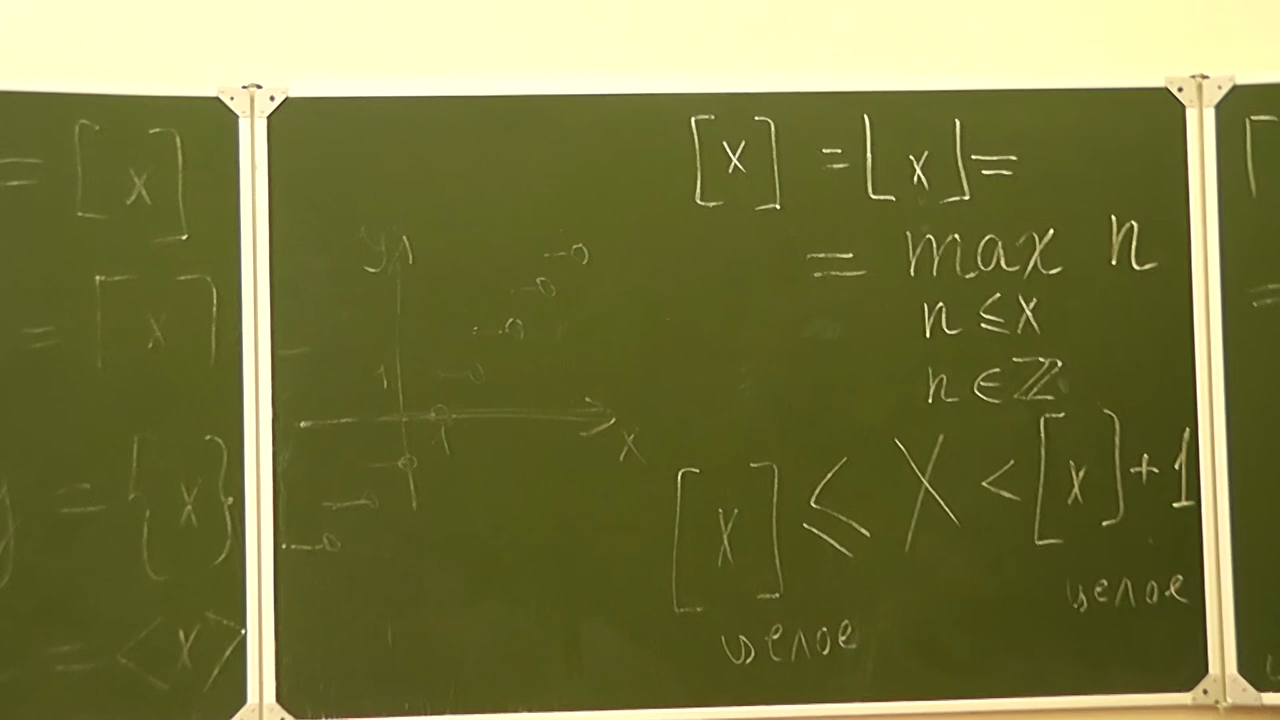 = [x]
= ⌈x⌉
y = {x}
= <x>
y
1
1
x
[x] = ⌊x⌋ =
= max n
n ≤ x
n ∈ ℤ
[x] ≤ x < [x] + 1
целое
целое